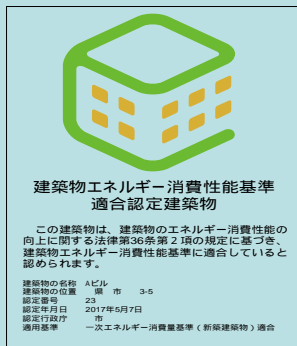 建築物エネルギー消費性能基準
適合認定建築物
この建築物は、建築物のエネルギー消費性能の
向上に関する法律第36条第2項の規定に基づき、
建築物エネルギー消費性能基準に適合していると
認められます。
建築物の名称　Aビル
建築物の位置　県　市　3-5
認定番号　23
認定年月日　2017年5月7日
認定行政庁　市
適用基準　一次エネルギー消費量基準（新築建築物）適合